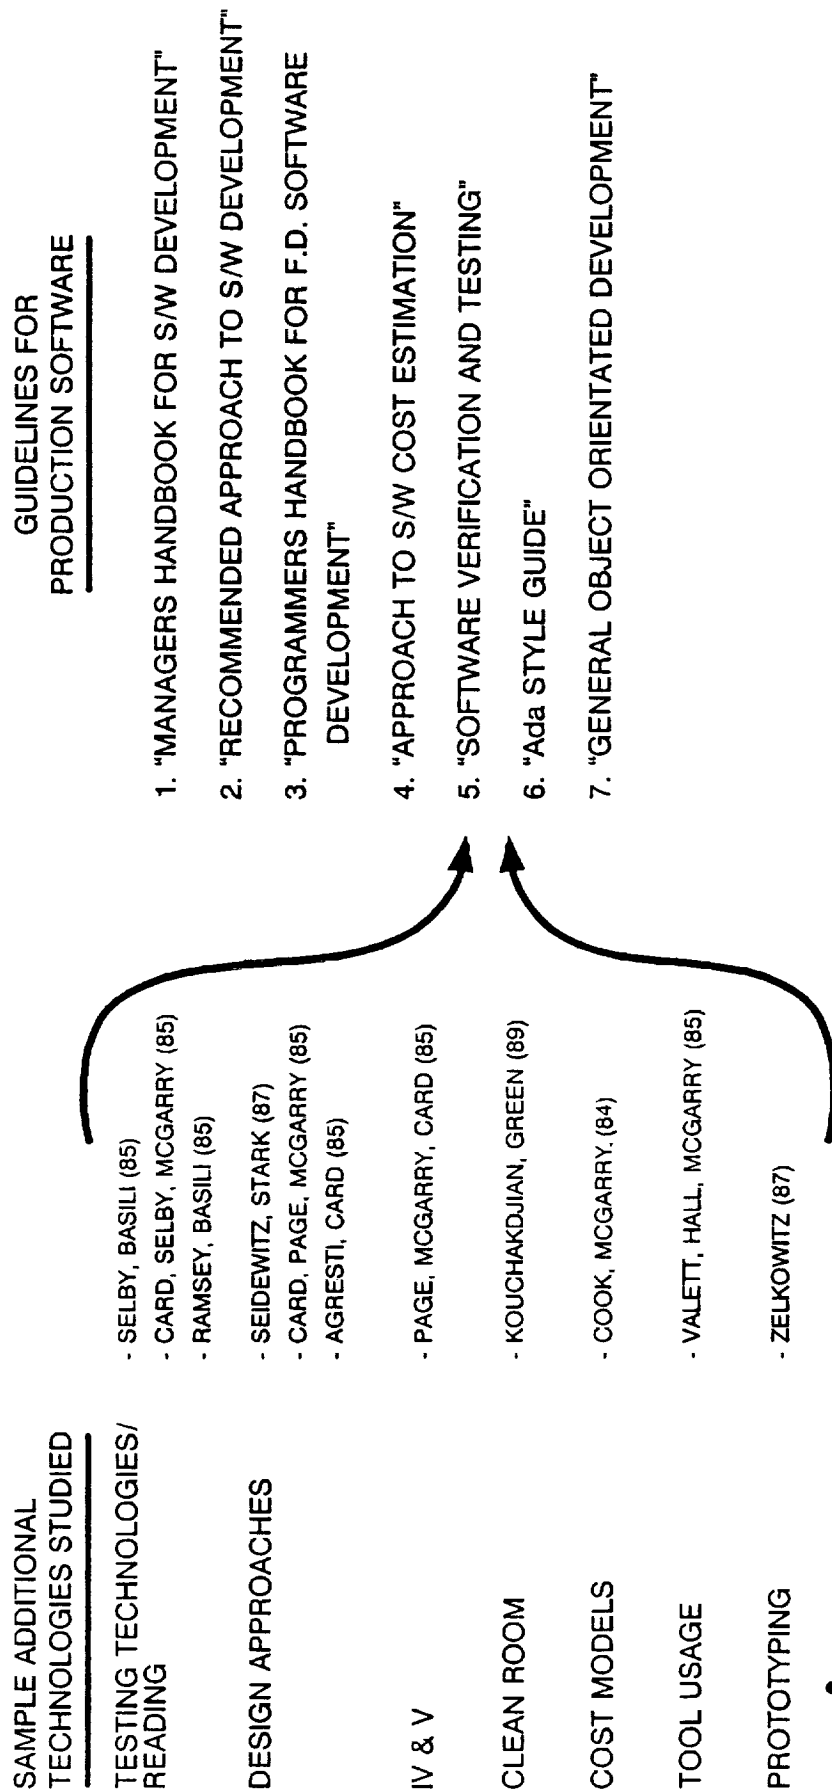 SAMPLE ADDITIONAL
TECHNOLOGIES STUDIED
TESTING TECHNOLOGIES/
READING
- SELBY, BASILI (85)
- CARD, SELBY, MCGARRY (85)
- RAMSEY, BASILI (85)
DESIGN APPROACHES
- SEIDEWITZ, STARK (87)
- CARD, PAGE, MCGARRY (85)
- AGRESTI, CARD (85)
IV & V
- PAGE, MCGARRY, CARD (85)
CLEAN ROOM
- KOUCHAKDJIAN, GREEN (89)
COST MODELS
- COOK, MCGARRY, (84)
TOOL USAGE
- VALETT, HALL, MCGARRY (85)
PROTOTYPING
- ZELKOWITZ (87)
GUIDELINES FOR
PRODUCTION SOFTWARE
1. "MANAGERS HANDBOOK FOR S/W DEVELOPMENT"
2. "RECOMMENDED APPROACH TO S/W DEVELOPMENT"
3. "PROGRAMMERS HANDBOOK FOR F.D. SOFTWARE
DEVELOPMENT"
4. "APPROACH TO S/W COST ESTIMATION"
5. "SOFTWARE VERIFICATION AND TESTING"
6. "Ada STYLE GUIDE"
7. "GENERAL OBJECT ORIENTATED DEVELOPMENT"